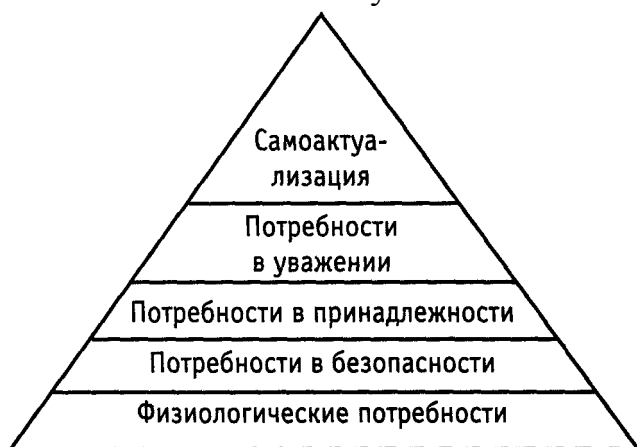 Самоактуа-
лизация
Потребности
в уважении
Потребности в принадлежности
Потребности в безопасности
Физиологические потребности